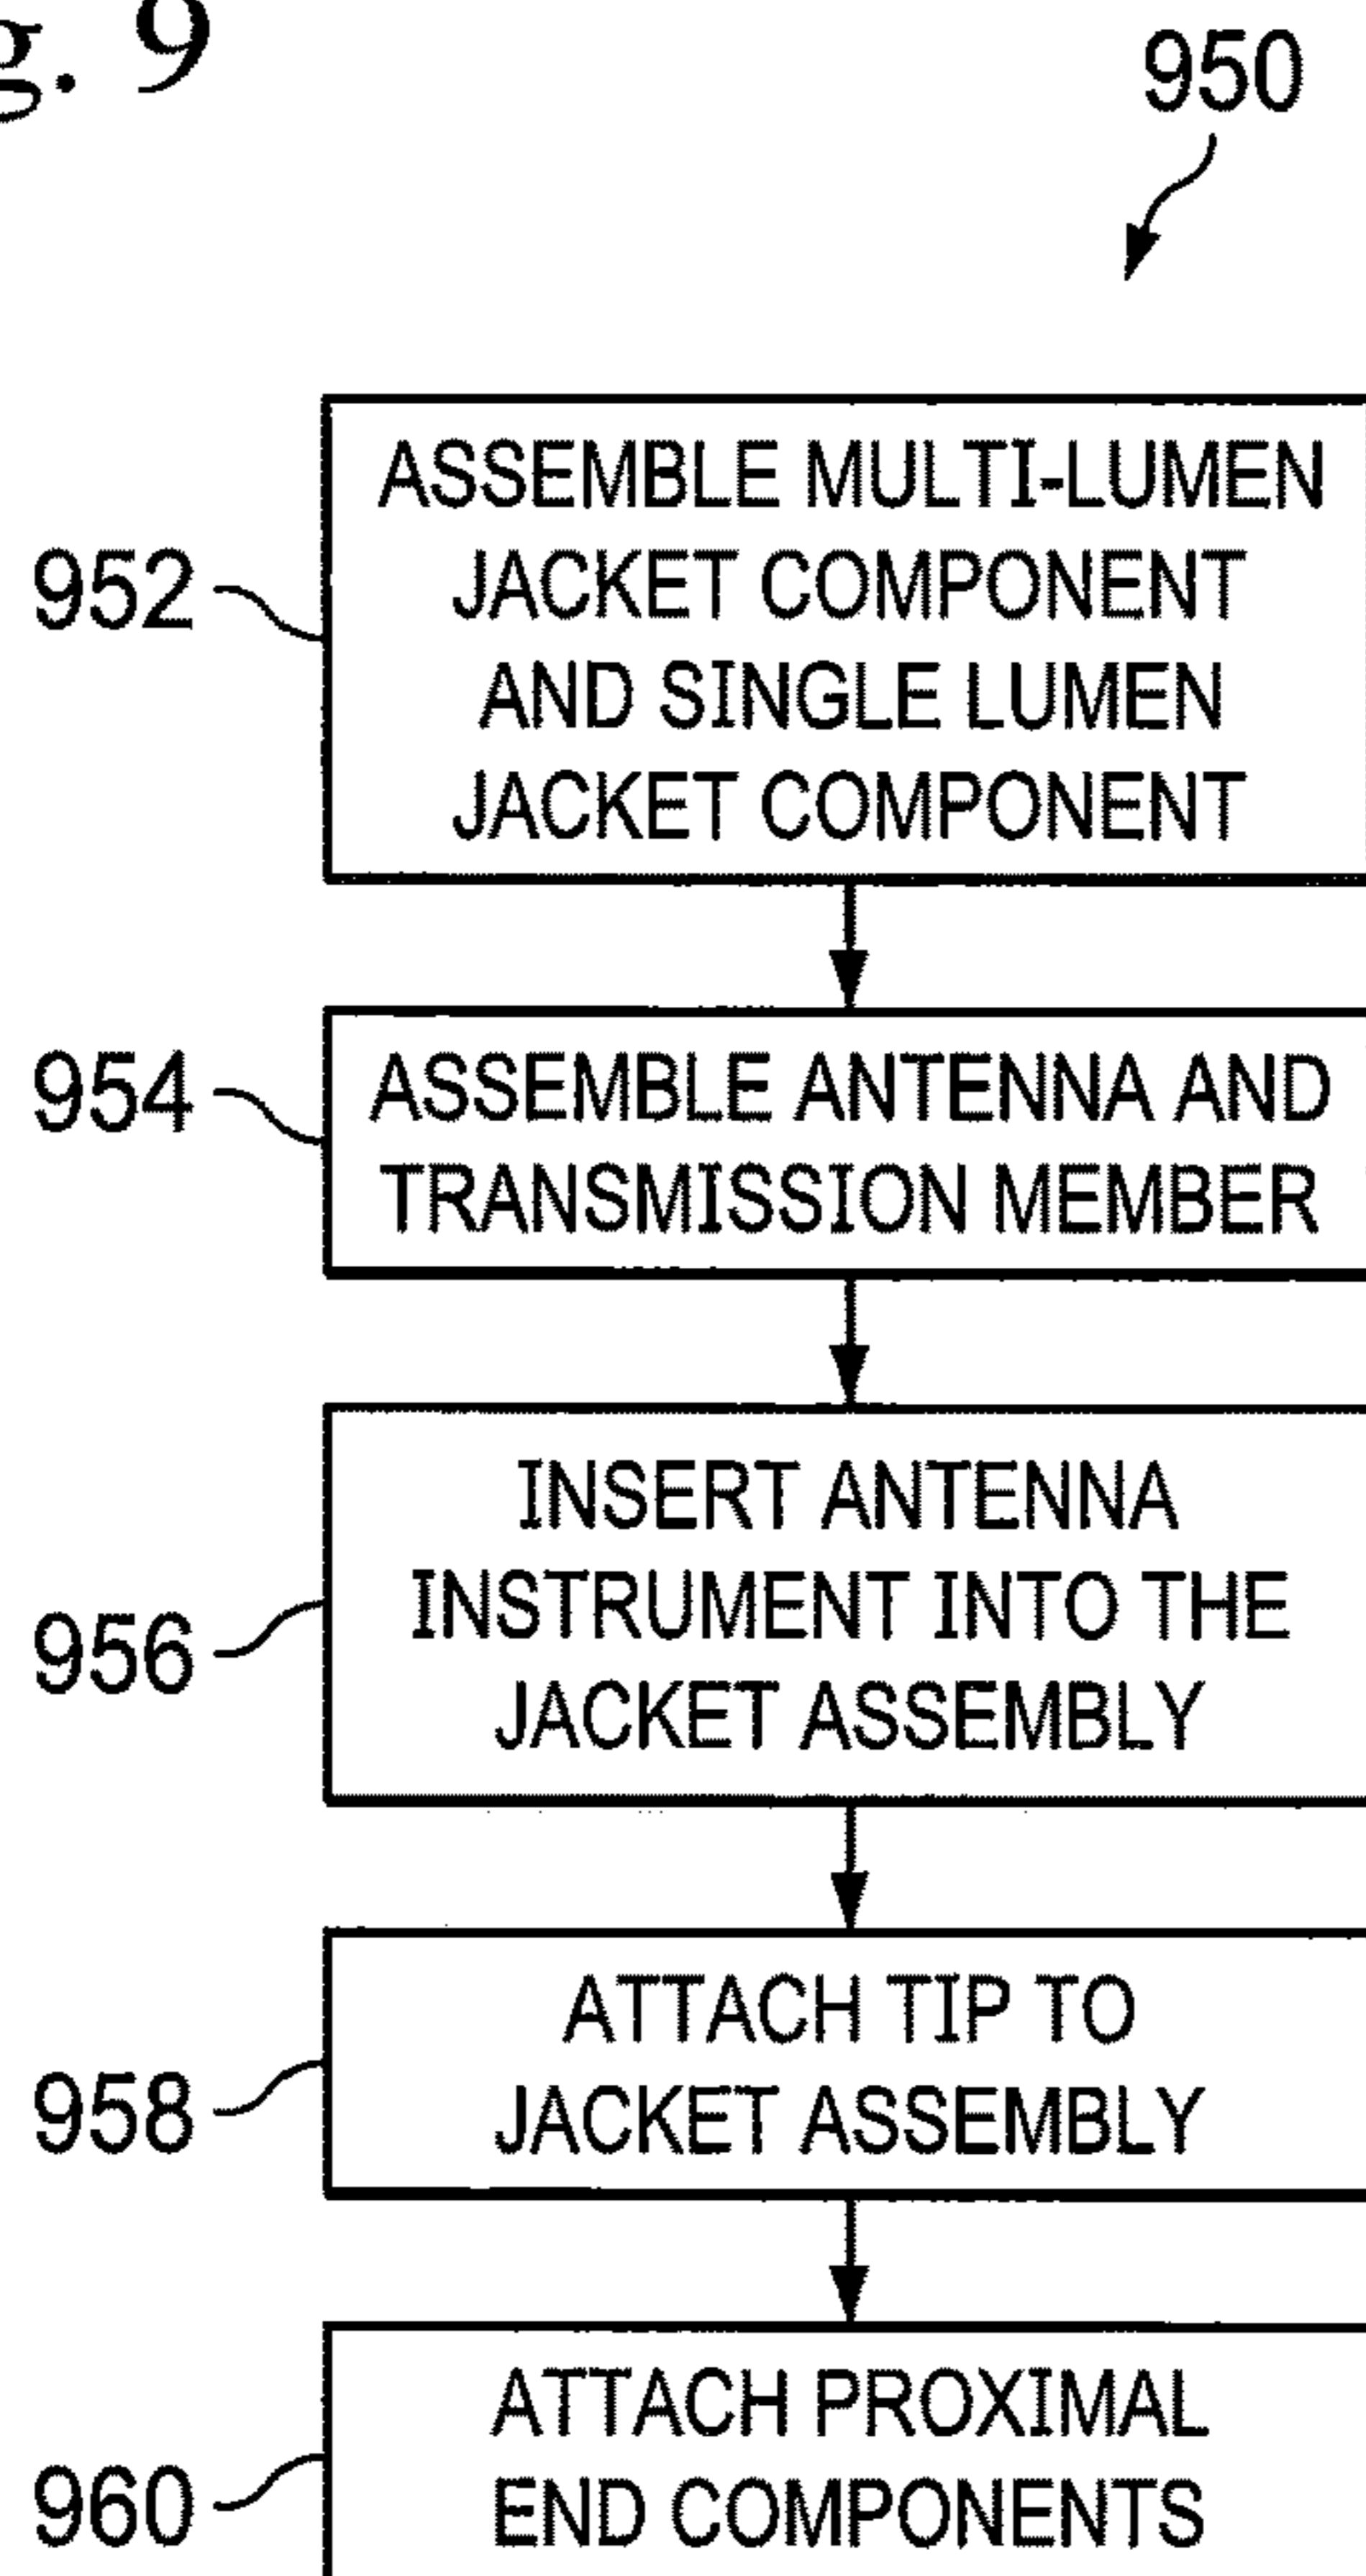 g. 9
950
952
ASSEMBLE MULTI-LUMEN
JACKET COMPONENT
AND SINGLE LUMEN
JACKET COMPONENT
954
ASSEMBLE ANTENNA AND
TRANSMISSION MEMBER
956
INSERT ANTENNA
INSTRUMENT INTO THE
JACKET ASSEMBLY
958
ATTACH TIP TO
JACKET ASSEMBLY
960
ATTACH PROXIMAL
END COMPONENTS